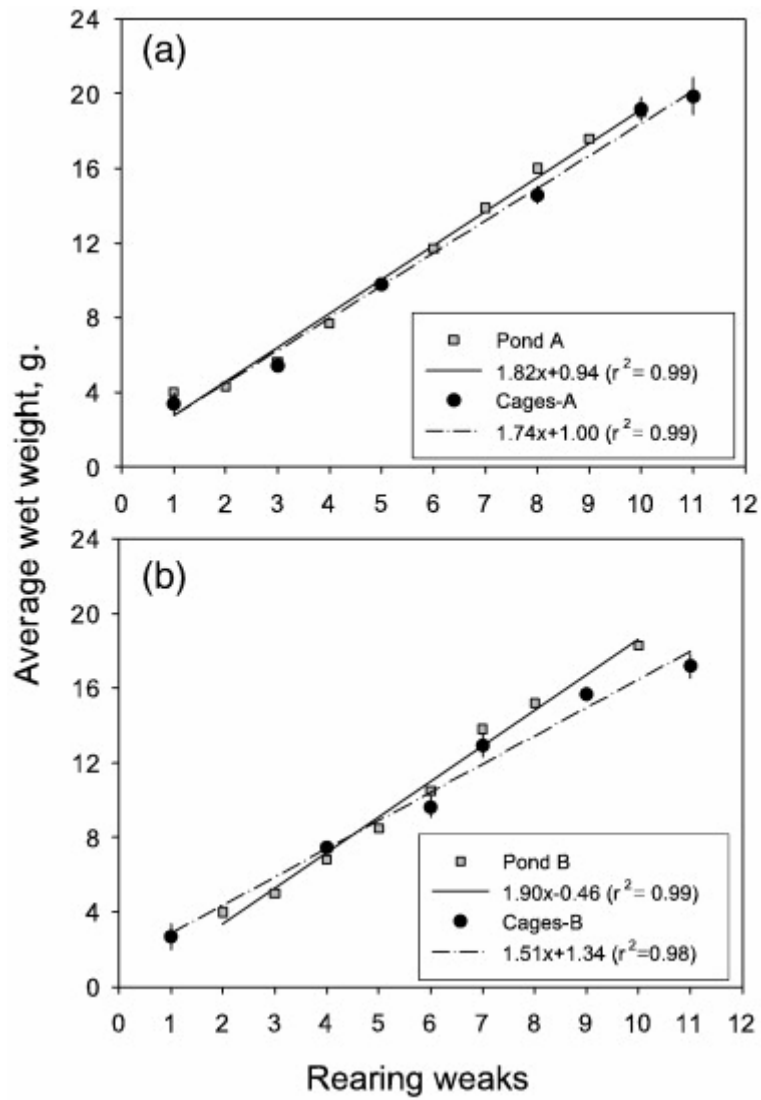 Average wet weight, g.
(a)
24
20
16
12
8
4
0
Pond A
1.82x+0.94 (r²= 0.99)
Cages-A
1.74x+1.00 (r²= 0.99)
0 1 2 3 4 5 6 7 8 9 10 11 12
(b)
24
20
16
12
8
4
0
Pond B
1.90x-0.46 (r²= 0.99)
Cages-B
1.51x+1.34 (r²=0.98)
0 1 2 3 4 5 6 7 8 9 10 11 12
Rearing weaks